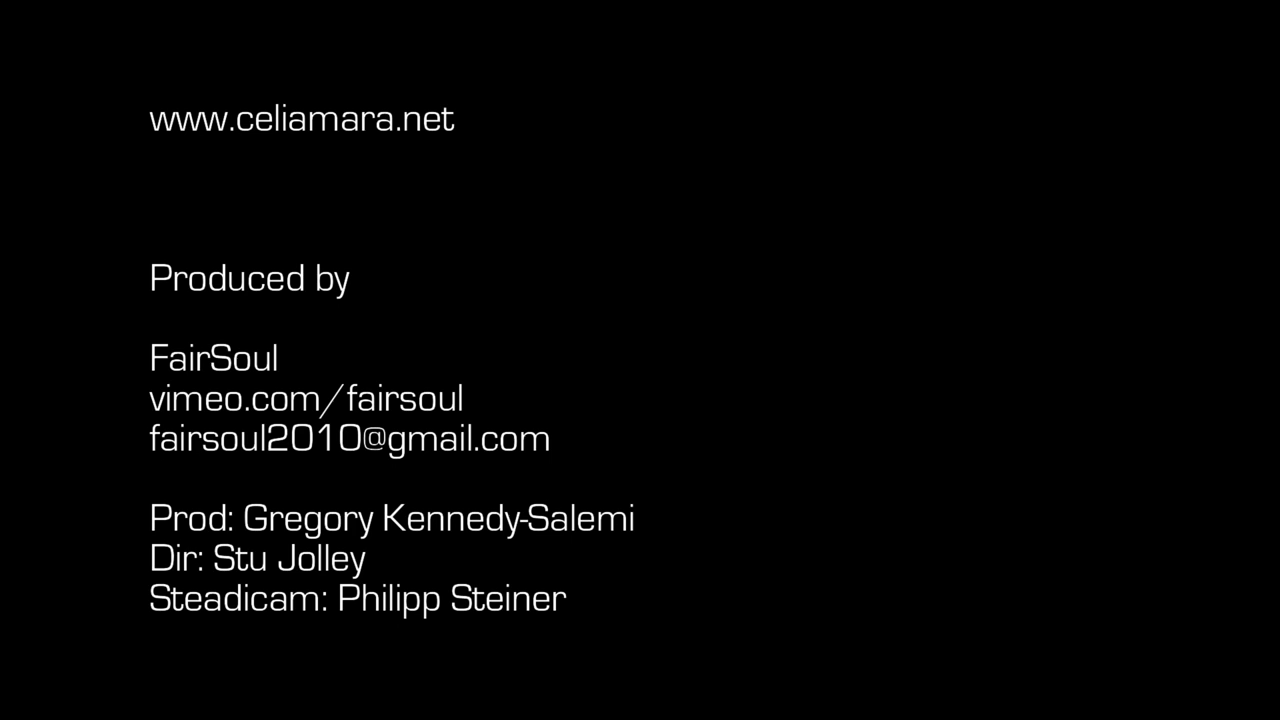 www.celiamara.net
Produced by
FairSoul
vimeo.com/fairsoul
fairsoul2010@gmail.com
Prod: Gregory Kennedy-Salemi
Dir: Stu Jolley
Steadicam: Philipp Steiner